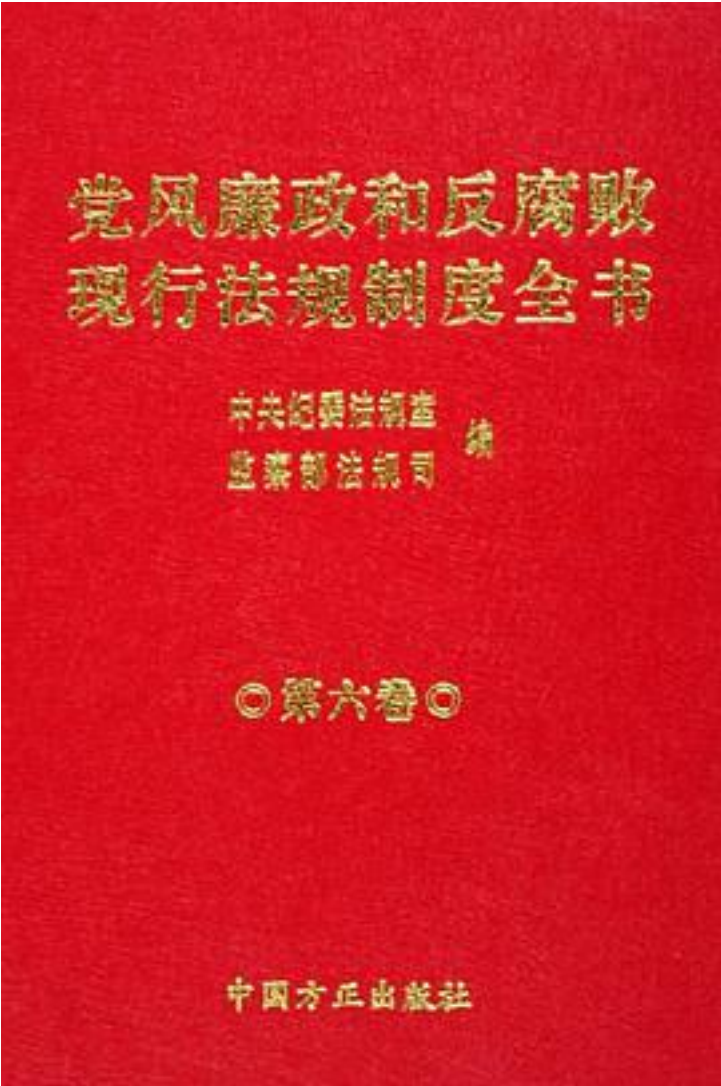 党风廉政和反腐败
现行法规制度全书
中央纪委法规室
监察部法规司
编
◎第六卷◎
中国方正出版社